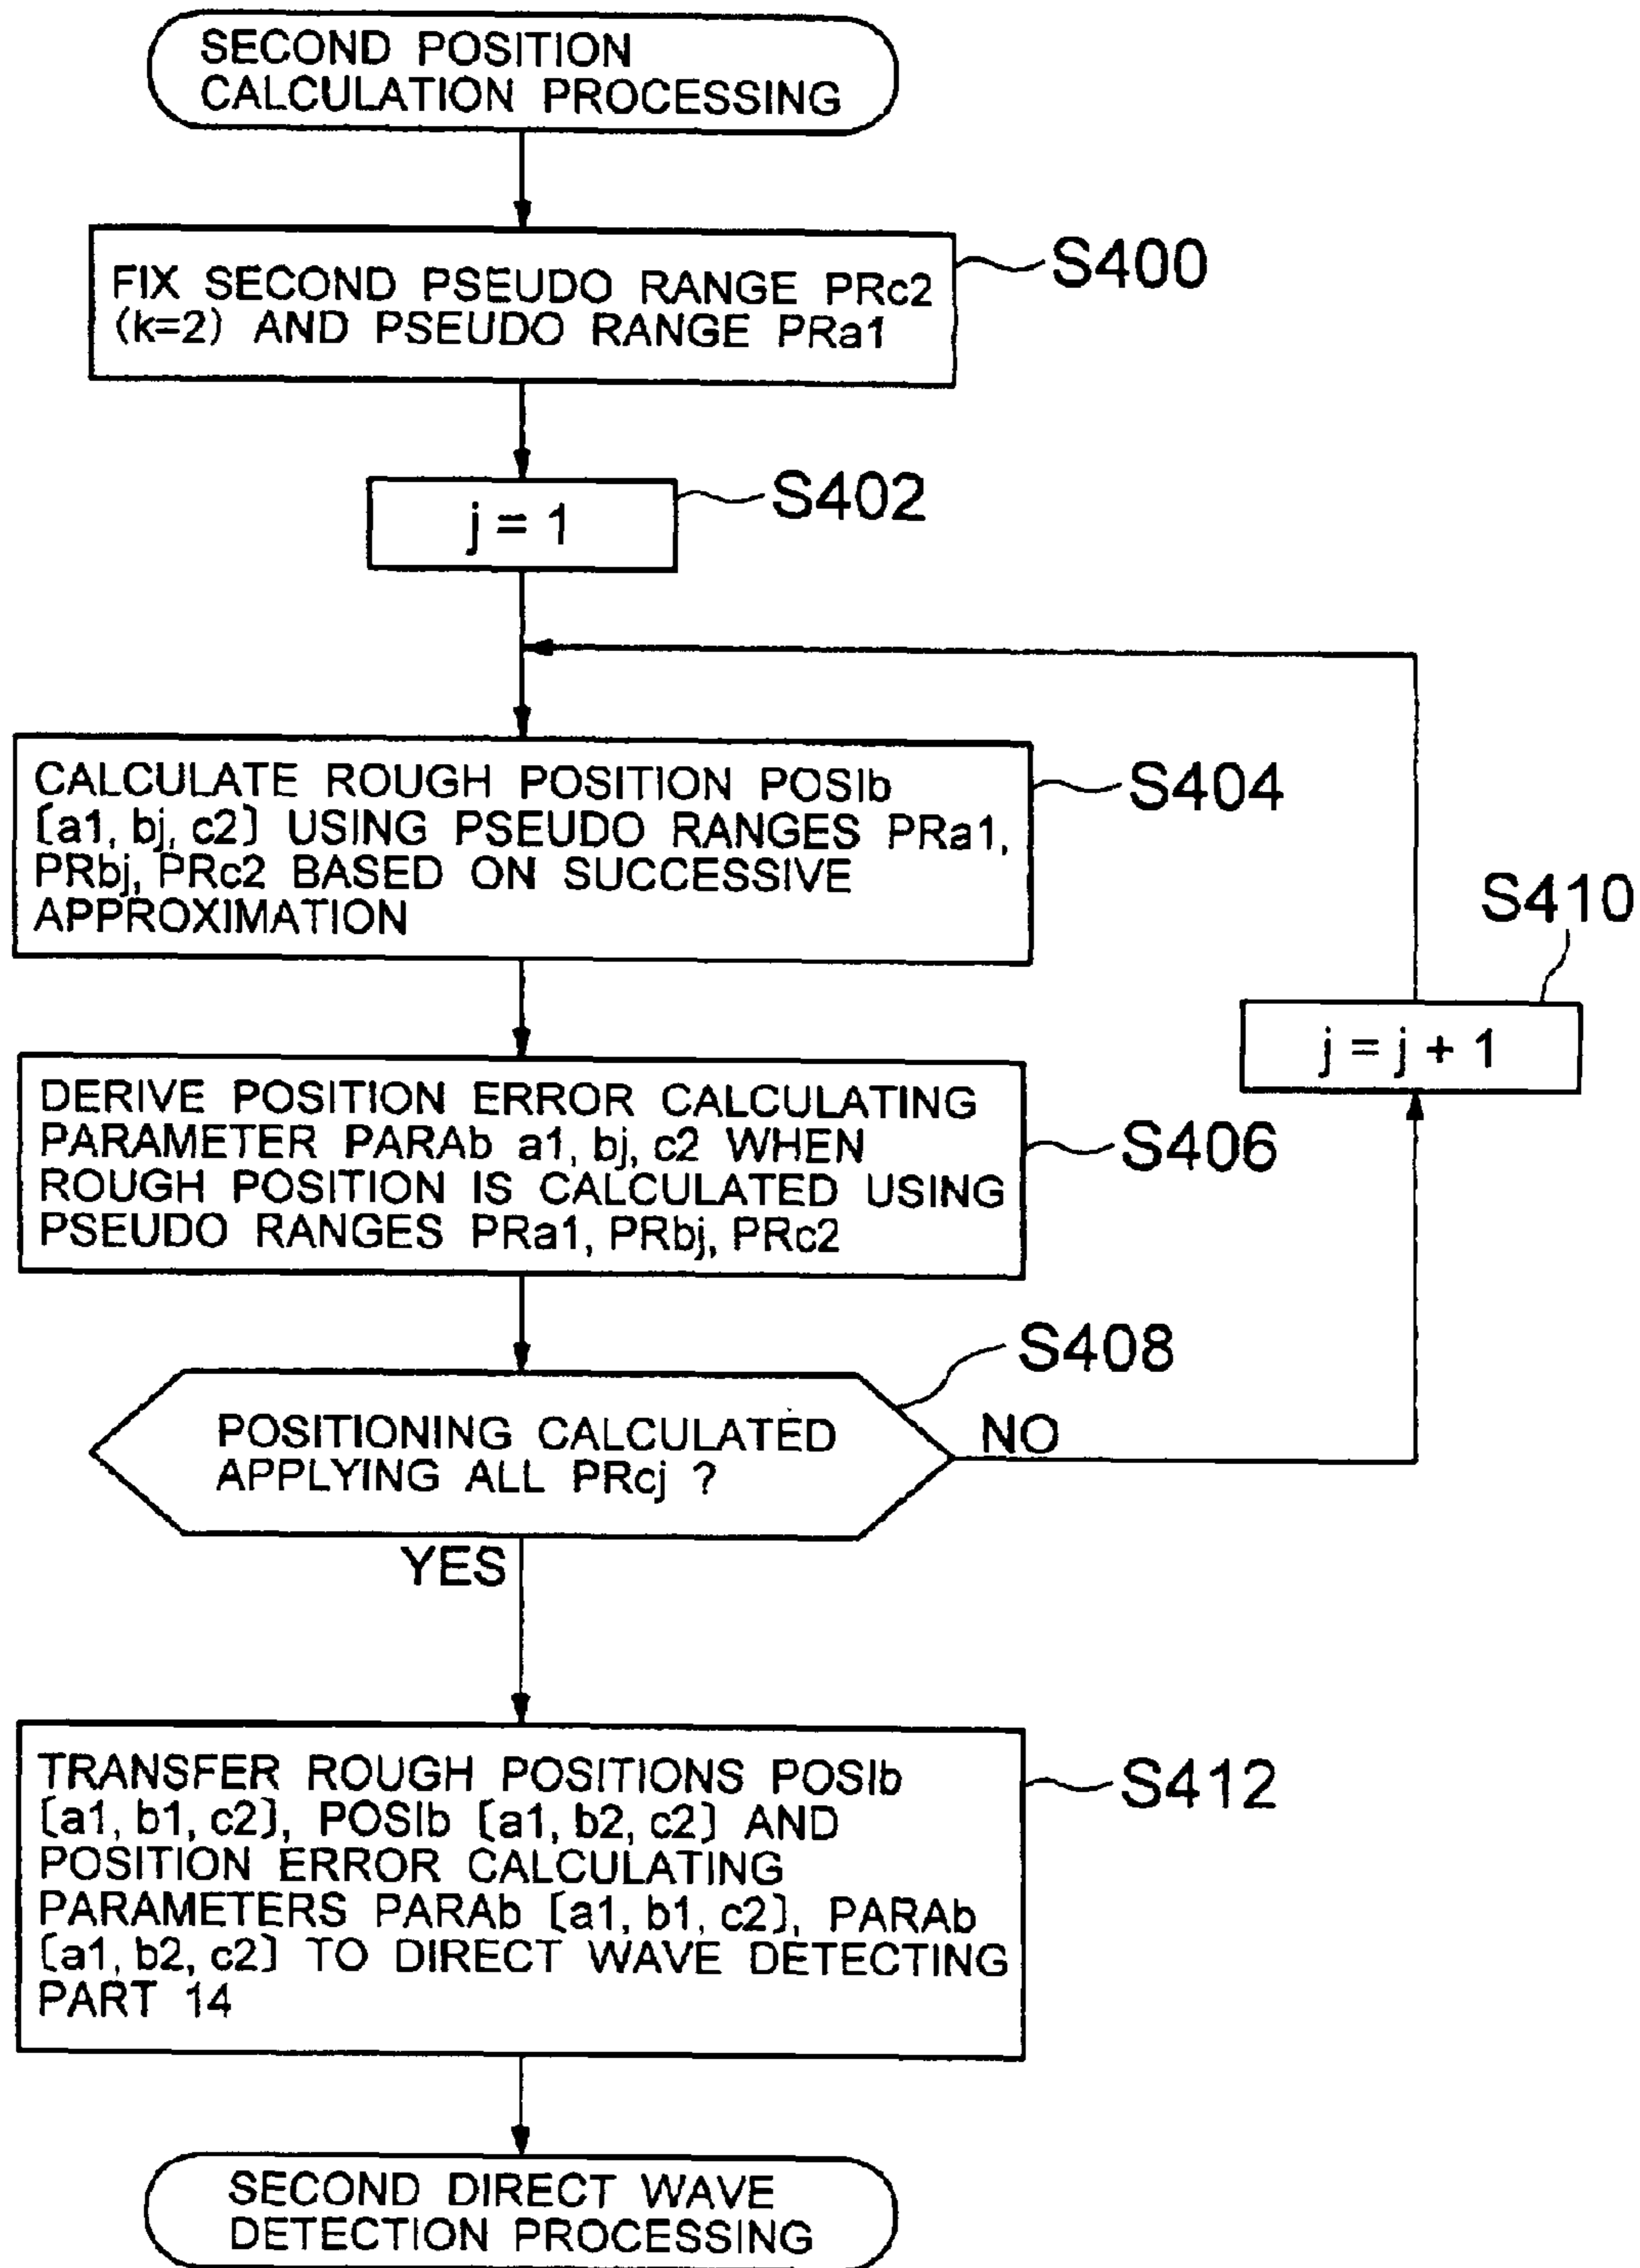 SECOND POSITION
CALCULATION PROCESSING
FIX SECOND PSEUDO RANGE PRc2
(k=2) AND PSEUDO RANGE PRa1
S400
j = 1
S402
CALCULATE ROUGH POSITION POSIb
[a1, bj, c2] USING PSEUDO RANGES PRa1,
PRbj, PRc2 BASED ON SUCCESSIVE
APPROXIMATION
S404
S410
j = j + 1
DERIVE POSITION ERROR CALCULATING
PARAMETER PARAb a1, bj, c2 WHEN
ROUGH POSITION IS CALCULATED USING
PSEUDO RANGES PRa1, PRbj, PRc2
S406
S408
POSITIONING CALCULATED
APPLYING ALL PRcj ?
NO
YES
TRANSFER ROUGH POSITIONS POSIb
[a1, b1, c2], POSIb [a1, b2, c2] AND
POSITION ERROR CALCULATING
PARAMETERS PARAb [a1, b1, c2], PARAb
[a1, b2, c2] TO DIRECT WAVE DETECTING
PART 14
S412
SECOND DIRECT WAVE
DETECTION PROCESSING